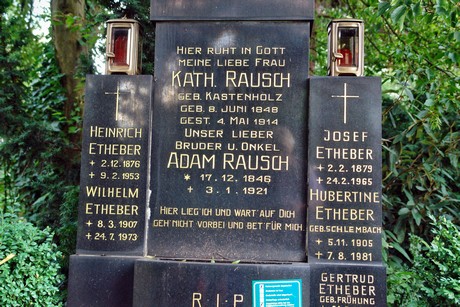 HIER RUHT IN GOTT
MEINE LIEBE FRAU
KATH. RAUSCH
GEB. KASTENHOLZ
GEB. 8. JUNI 1848
GEST. 4. MAI 1914
UNSER LIEBER
BRUDER U. ONKEL
ADAM RAUSCH
* 17.12.1846
+ 3.1.1921
HIER LIEG' ICH UND WART' AUF DICH
GEH NICHT VORBEI UND BET' FÜR MICH.
HEINRICH
ETHEBER
* 2.12.1876
+ 9.2.1953
WILHELM
ETHEBER
* 8.3.1907
+ 24.7.1973
JOSEF
ETHEBER
* 2.2.1879
+ 24.2.1965
HUBERTINE
ETHEBER
GEB. SCHLEMBACH
* 5.11.1905
+ 7.8.1981
GERTRUD
ETHEBER
GEB. FRÜHONE
R.I.P.